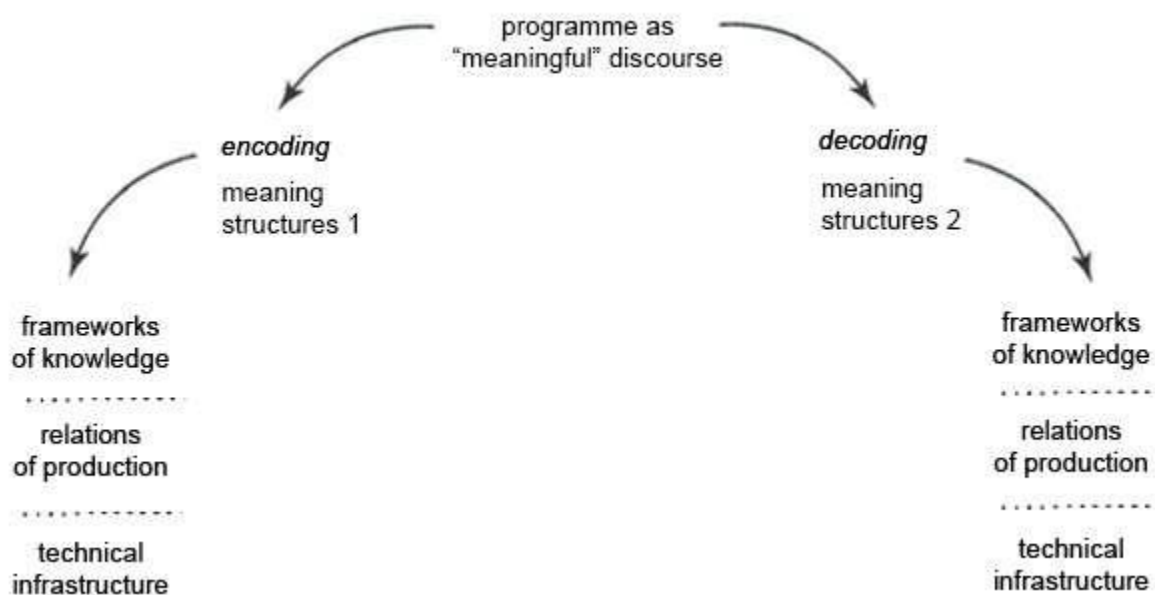 programme as
“meaningful” discourse
encoding
meaning
structures 1
decoding
meaning
structures 2
frameworks
of knowledge
relations
of production
technical
infrastructure
frameworks
of knowledge
relations
of production
technical
infrastructure